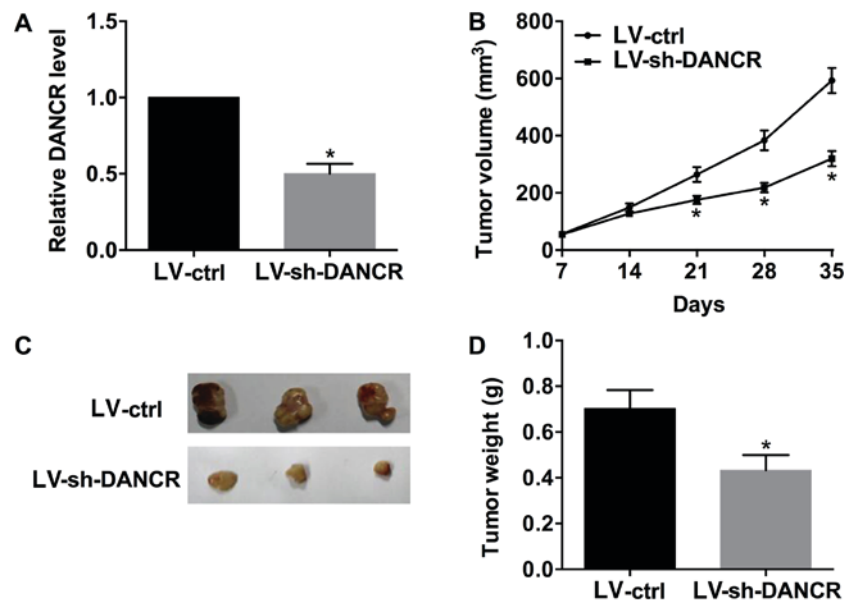 A
Relative DANCR level
1.5
1.0
0.5
0.0
*
LV-ctrl
LV-sh-DANCR
B
Tumor volume (mm³)
800
600
400
200
0
LV-ctrl
LV-sh-DANCR
*
*
*
7 14 21 28 35
Days
C
LV-ctrl
LV-sh-DANCR
D
Tumor weight (g)
1.0
0.8
0.6
0.4
0.2
0.0
*
LV-ctrl
LV-sh-DANCR